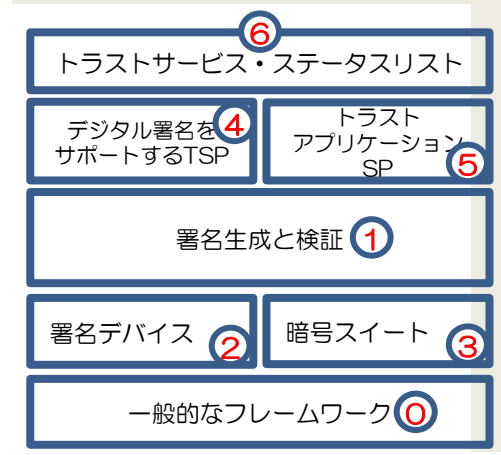 ⑥
トラストサービス・ステータスリスト
デジタル署名を
サポートするTSP
④
トラスト
アプリケーション
SP
⑤
署名生成と検証 ①
署名デバイス ②
暗号スイート ③
一般的なフレームワーク ⓪